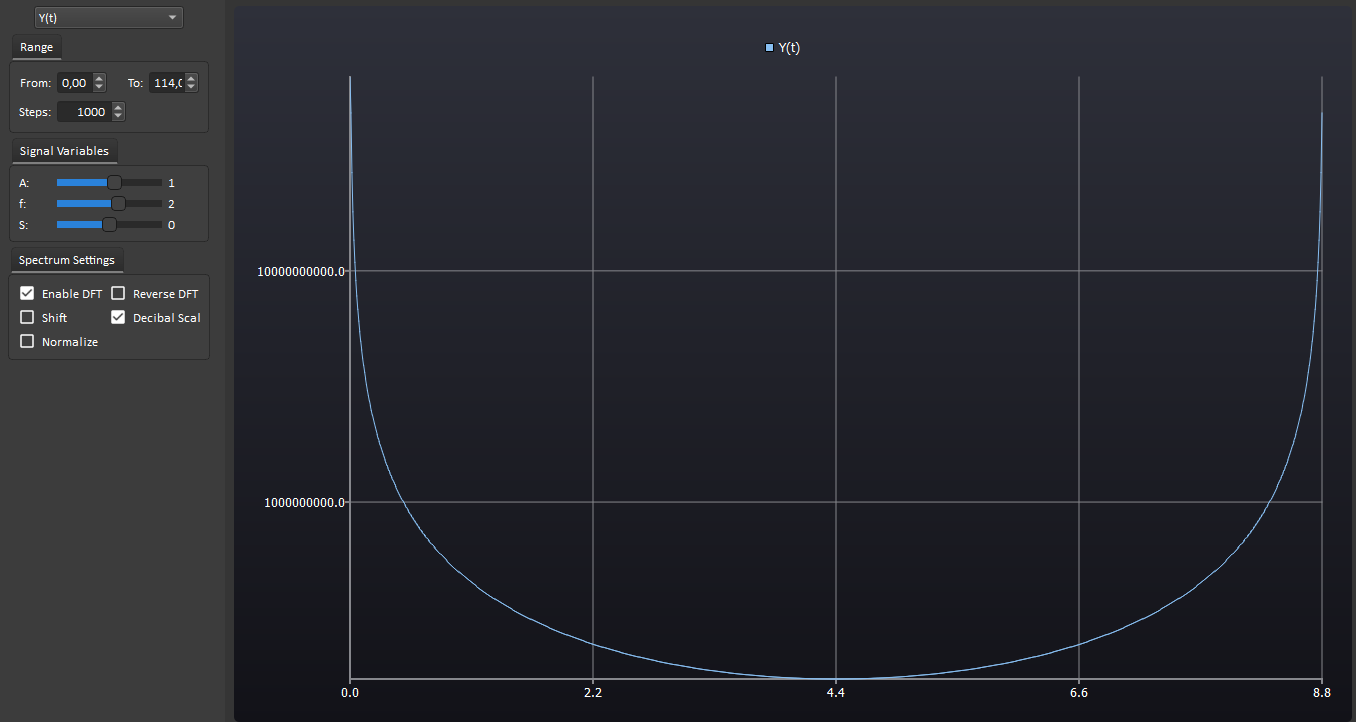 Y(t)
Range
From: 0,00 To: 114,0
Steps: 1000
Signal Variables
A: 1
f: 2
S: 0
Spectrum Settings
Enable DFT Reverse DFT
Shift Decibal Scal
Normalize
Y(t)
10000000000.0
1000000000.0
0.0 2.2 4.4 6.6 8.8